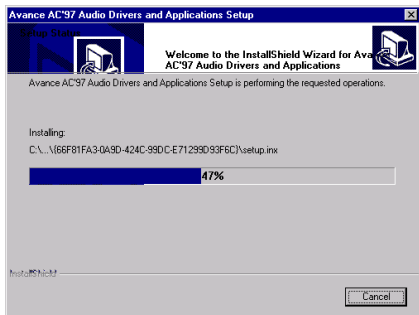 Avance AC'97 Audio Drivers and Applications Setup
Setup Status
Welcome to the InstallShield Wizard for Ava
AC'97 Audio Drivers and Applications
Avance AC'97 Audio Drivers and Applications Setup is performing the requested operations.
Installing:
C:\...\{66F81FA3-0A9D-424C-99DC-E71299D93F6C}\setup.inx
47%
InstallShield
Cancel